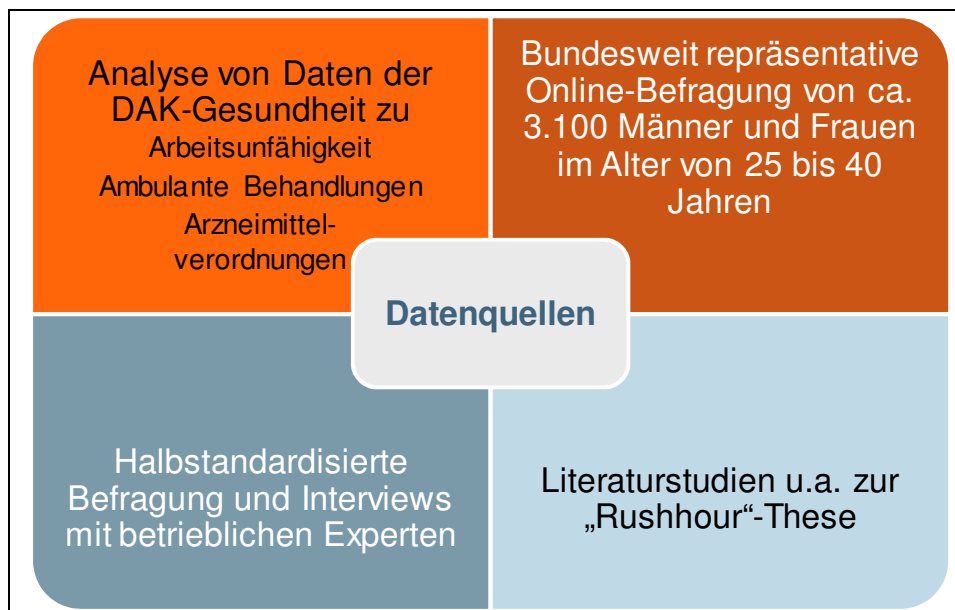 Analyse von Daten der
DAK-Gesundheit zu
Arbeitsunfähigkeit
Ambulante Behandlungen
Arzneimittel-
verordnungen
Bundesweit repräsentative
Online-Befragung von ca.
3.100 Männer und Frauen
im Alter von 25 bis 40
Jahren
Datenquellen
Halbstandardisierte
Befragung und Interviews
mit betrieblichen Experten
Literaturstudien u.a. zur
„Rushhour“-These